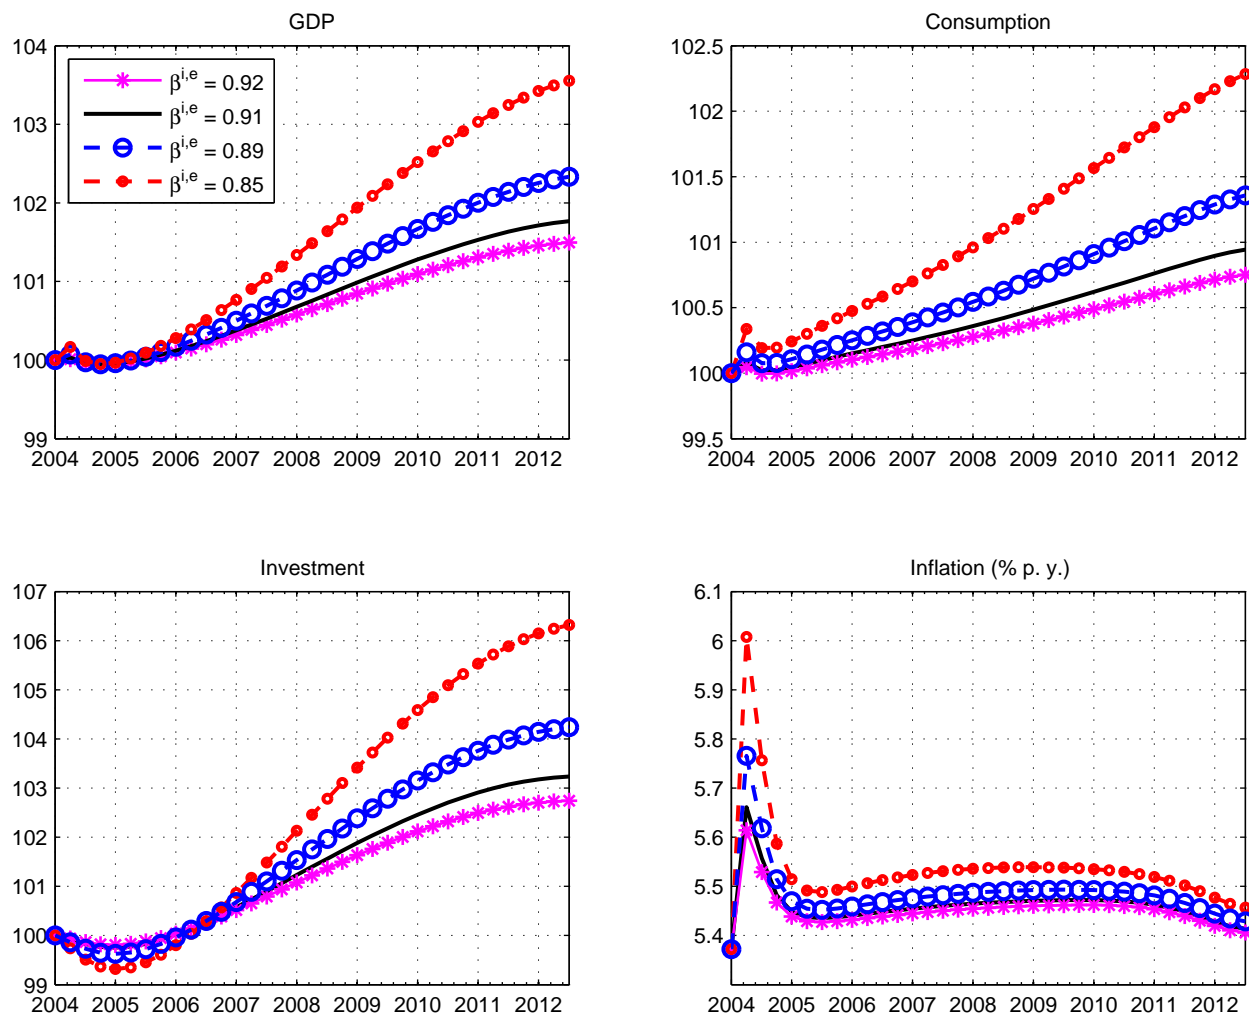 GDP
104
103
102
101
100
99
2004 2005 2006 2007 2008 2009 2010 2011 2012
β^i,e = 0.92
β^i,e = 0.91
β^i,e = 0.89
β^i,e = 0.85
Consumption
102.5
102
101.5
101
100.5
100
99.5
2004 2005 2006 2007 2008 2009 2010 2011 2012
Investment
107
106
105
104
103
102
101
100
99
2004 2005 2006 2007 2008 2009 2010 2011 2012
Inflation (% p. y.)
6.1
6
5.9
5.8
5.7
5.6
5.5
5.4
2004 2005 2006 2007 2008 2009 2010 2011 2012